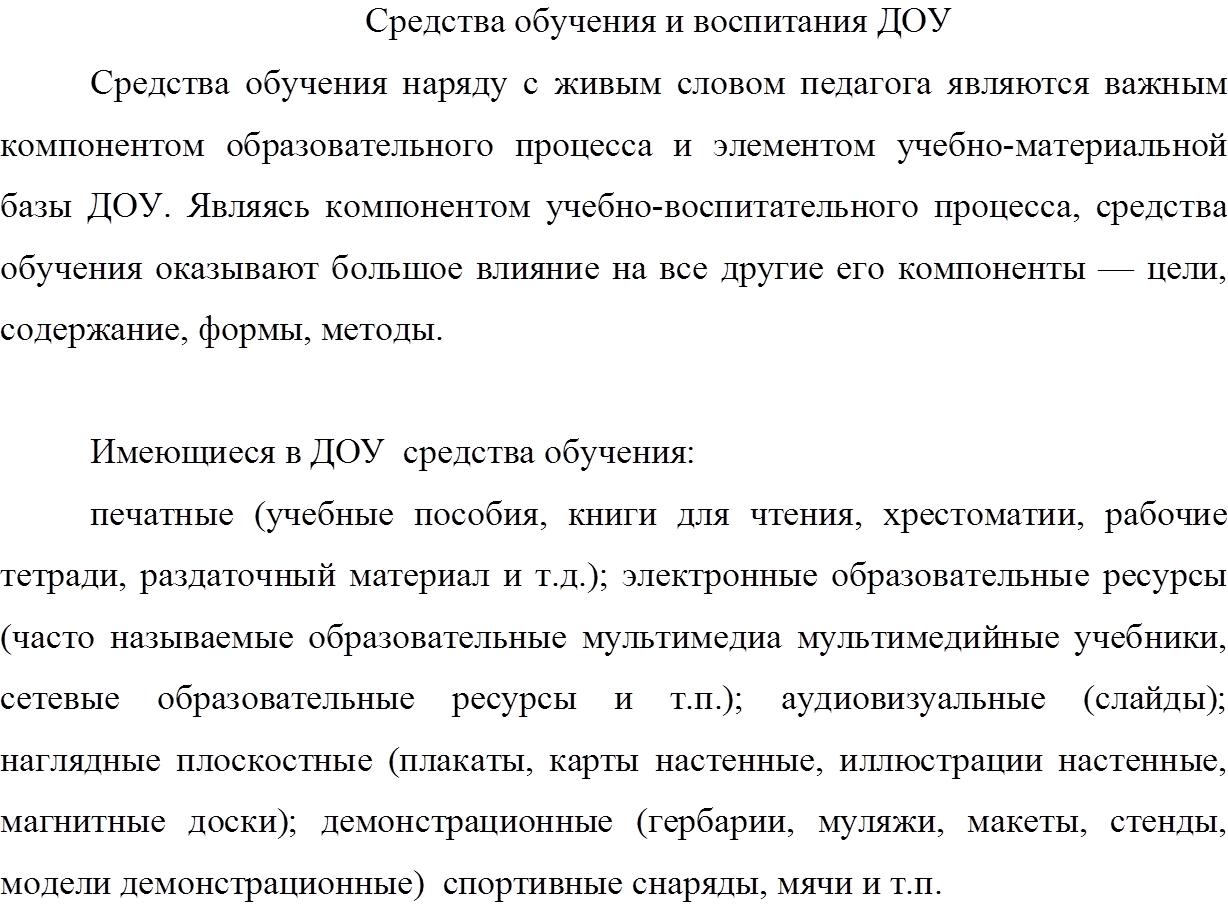 Средства обучения и воспитания ДОУ
Средства обучения наряду с живым словом педагога являются важным
компонентом образовательного процесса и элементом учебно-материальной
базы ДОУ. Являясь компонентом учебно-воспитательного процесса, средства
обучения оказывают большое влияние на все другие его компоненты — цели,
содержание, формы, методы.
Имеющиеся в ДОУ  средства обучения:
печатные (учебные пособия, книги для чтения, хрестоматии, рабочие
тетради, раздаточный материал и т.д.); электронные образовательные ресурсы
(часто называемые образовательные мультимедиа мультимедийные учебники,
сетевые образовательные ресурсы и т.п.); аудиовизуальные (слайды);
наглядные плоскостные (плакаты, карты настенные, иллюстрации настенные,
магнитные доски); демонстрационные (гербарии, муляжи, макеты, стенды,
модели демонстрационные)  спортивные снаряды, мячи и т.п.